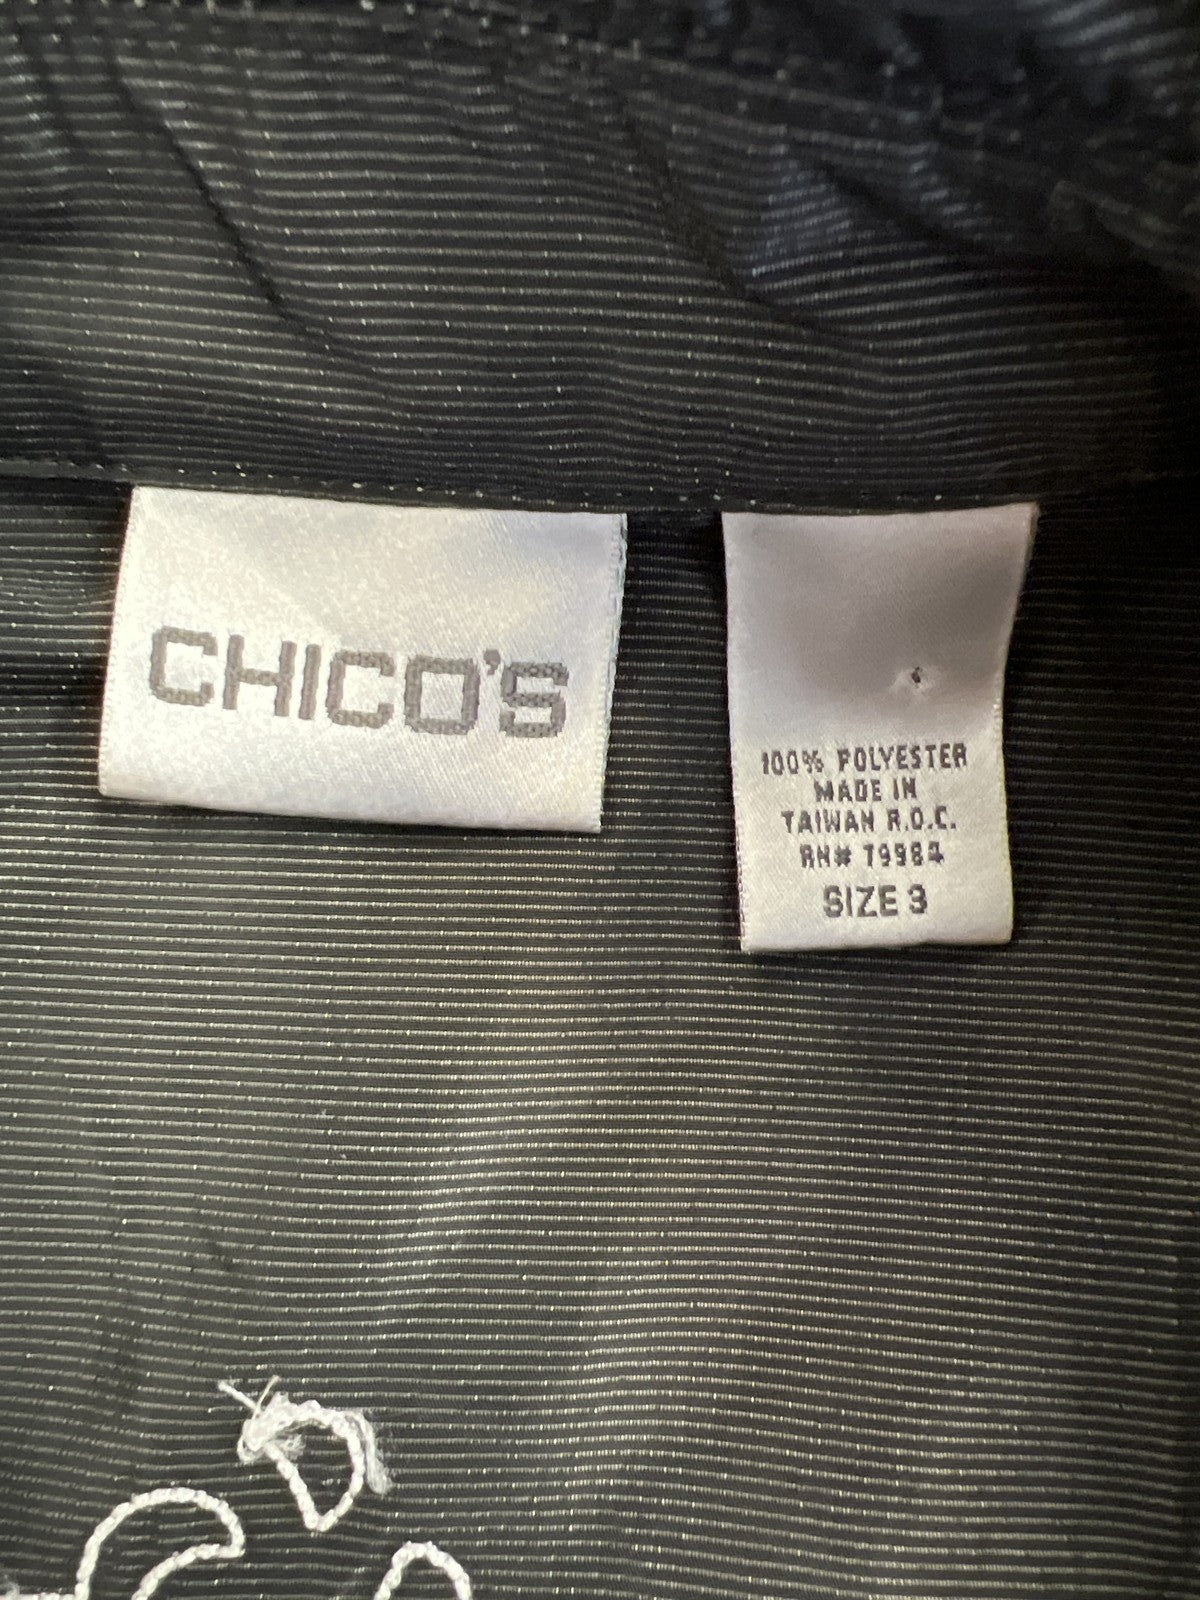 CHICO'S
100% POLYESTER
MADE IN
TAIWAN R.O.C.
RN# 79984
SIZE 3